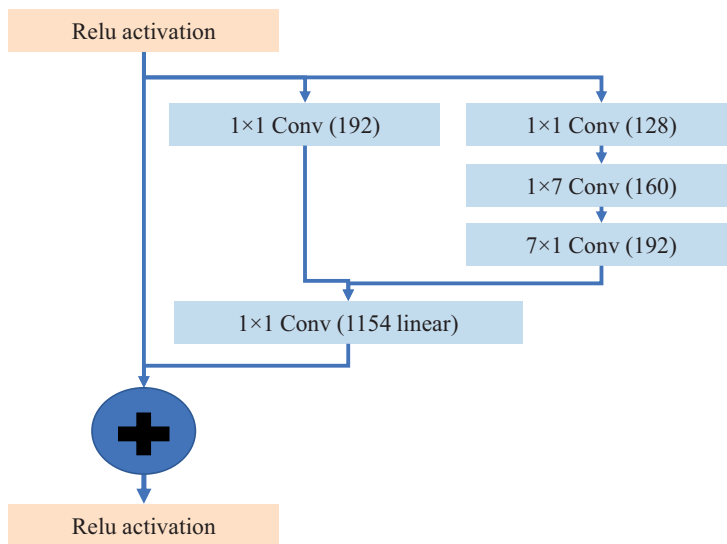 Relu activation
1×1 Conv (192)
1×1 Conv (128)
1×7 Conv (160)
7×1 Conv (192)
1×1 Conv (1154 linear)
Relu activation